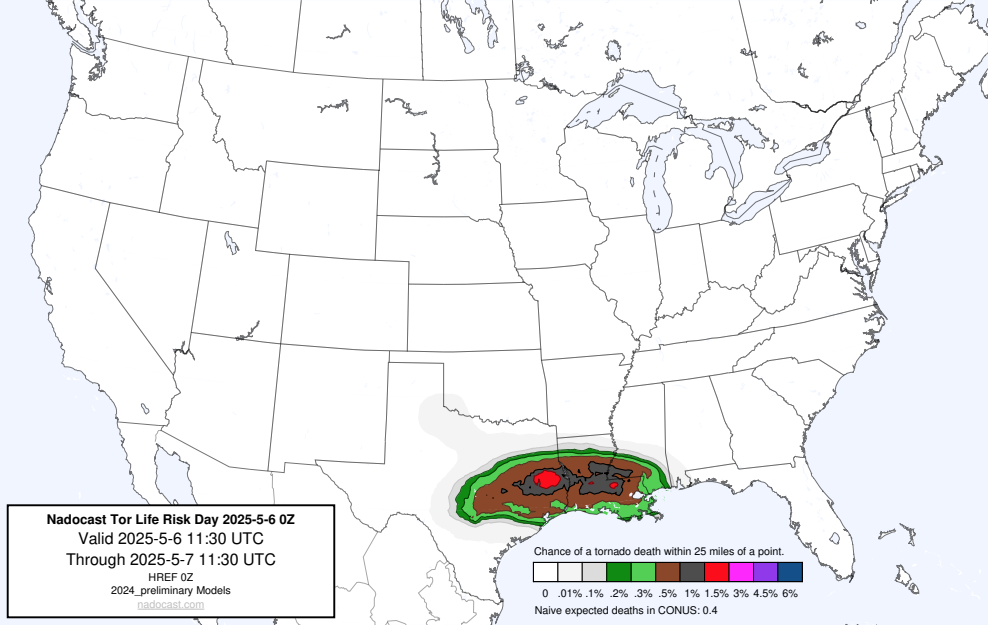 Nadocast Tor Life Risk Day 2025-5-6 0Z
Valid 2025-5-6 11:30 UTC
Through 2025-5-7 11:30 UTC
HREF 0Z
2024_preliminary Models
nadocast.com
Chance of a tornado death within 25 miles of a point.
0 .01% .1% .2% .3% .5% 1% 1.5% 3% 4.5% 6%
Naive expected deaths in CONUS: 0.4